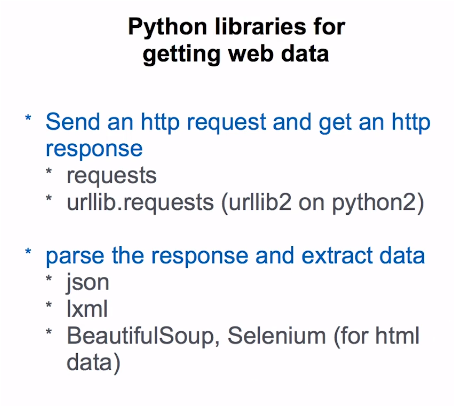 Python libraries for
getting web data
* Send an http request and get an http
response
* requests
* urllib.requests (urllib2 on python2)
* parse the response and extract data
* json
* lxml
* BeautifulSoup, Selenium (for html
data)